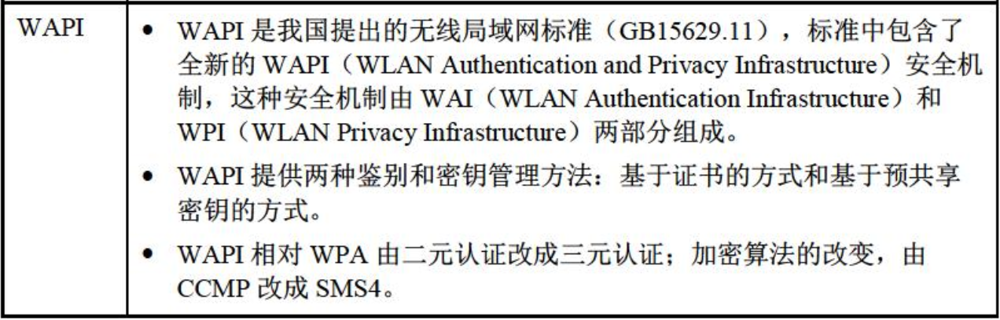 WAPI
• WAPI 是我国提出的无线局域网标准（GB15629.11），标准中包含了
全新的 WAPI（WLAN Authentication and Privacy Infrastructure）安全机
制，这种安全机制由 WAI（WLAN Authentication Infrastructure）和
WPI（WLAN Privacy Infrastructure）两部分组成。
• WAPI 提供两种鉴别和密钥管理方法：基于证书的方式和基于预共享
密钥的方式。
• WAPI 相对 WPA 由二元认证改成三元认证；加密算法的改变，由
CCMP 改成 SMS4。